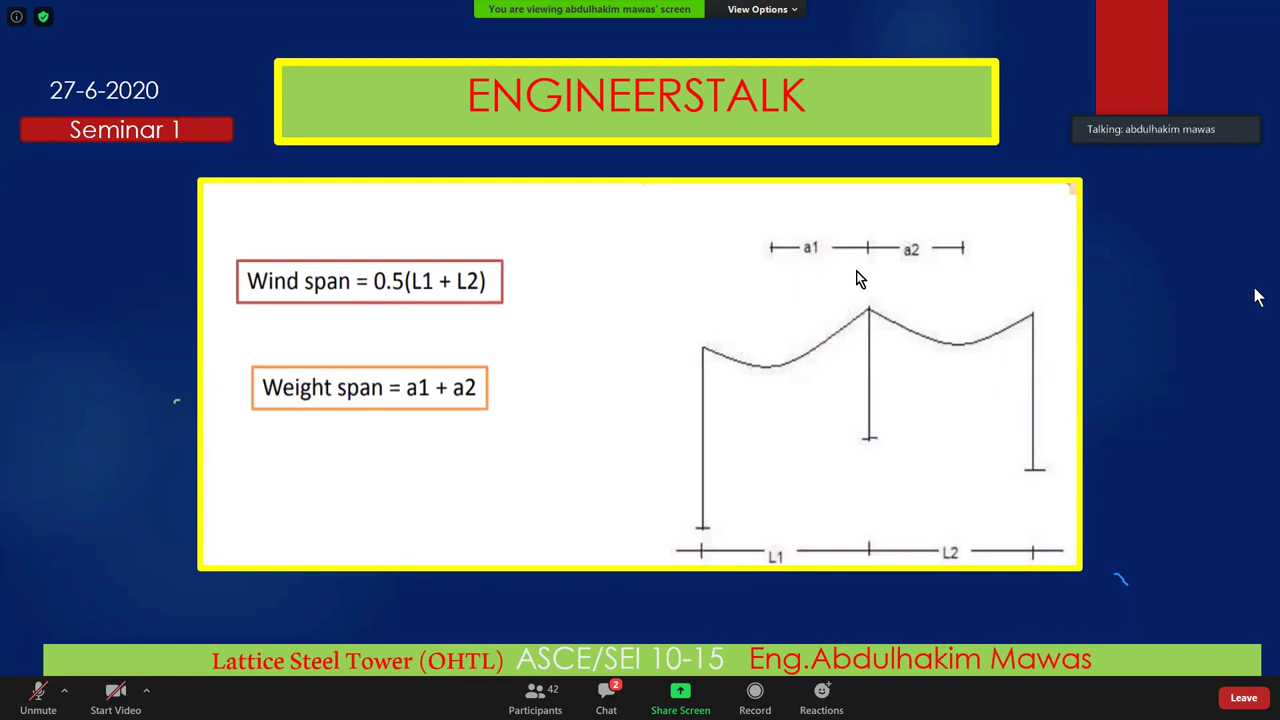 You are viewing abdulhakim mawas' screen
View Options
27-6-2020
Seminar 1
ENGINEERSTALK
Talking: abdulhakim mawas
a1
a2
Wind span = 0.5(L1 + L2)
Weight span = a1 + a2
L1
L2
Lattice Steel Tower (OHTL) ASCE/SEI 10-15 Eng.Abdulhakim Mawas
42
2
Unmute
Start Video
Participants
Chat
Share Screen
Record
Reactions
Leave